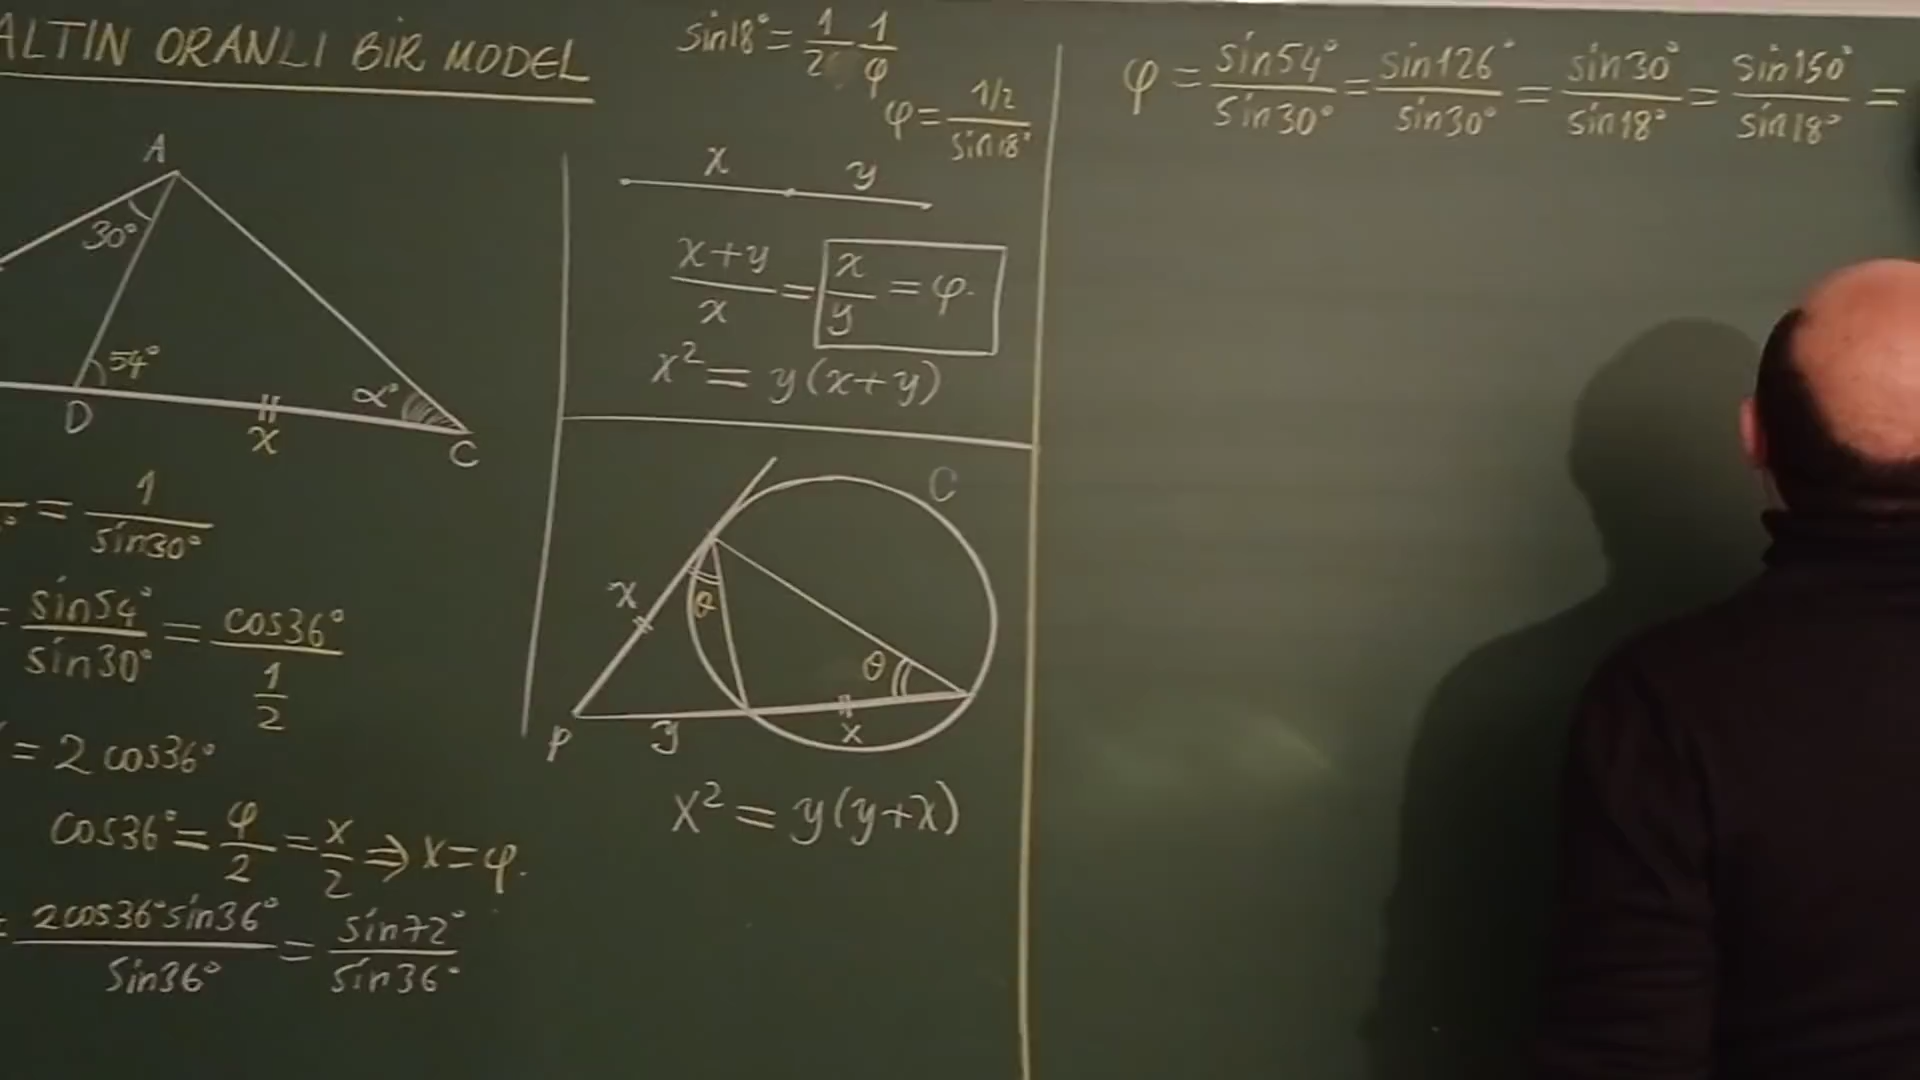 ALTIN ORANLI BİR MODEL
A
30°
54°
D
x
α°
C
= 1/sin30°
= sin54°/sin30° = cos36°/(1/2)
= 2cos36°
cos36° = φ/2 = x/2 ⇒ x = φ.
= 2cos36°sin36°/sin36° = sin72°/sin36°
sin18° = 1/2 · 1/φ
φ = 1/2/sin18°
x y
(x+y)/x = x/y = φ.
x² = y(x+y)
C
x
θ
θ
P
y
x
x² = y(y+x)
φ = sin54°/sin30° = sin126°/sin30° = sin30°/sin18° = sin150°/sin18° =